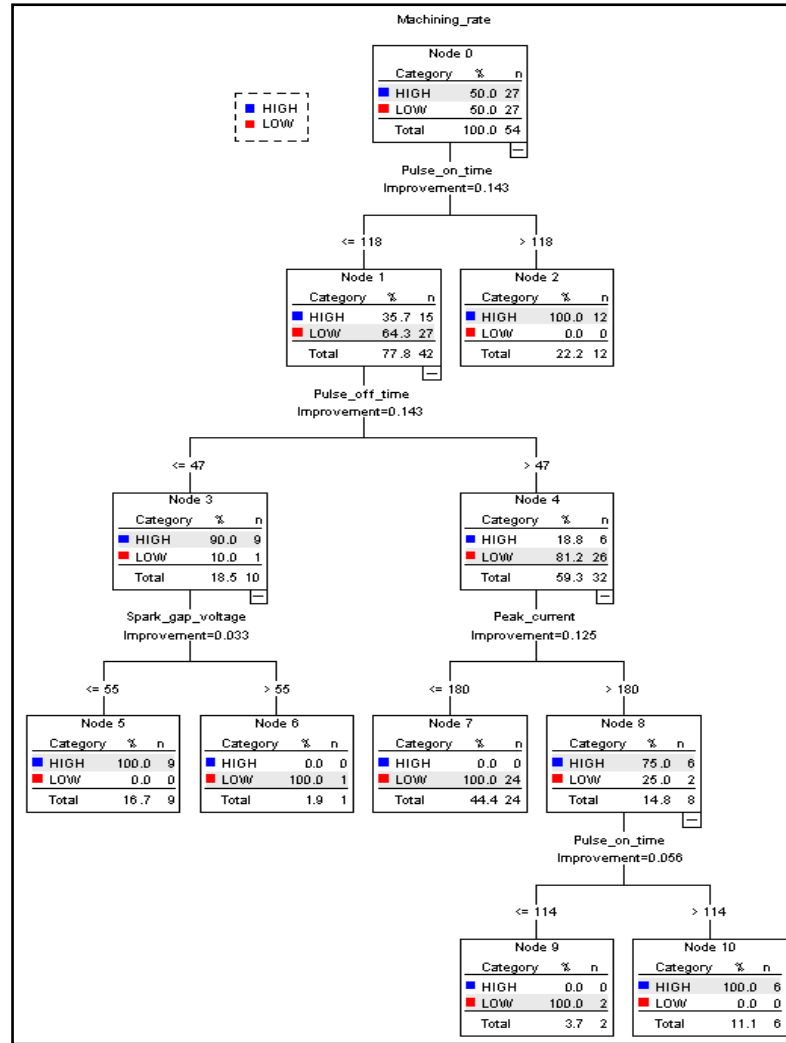 Machining_rate
Node 0
Category % n
HIGH 50.0 27
LOW 50.0 27
Total 100.0 54
HIGH
LOW
Pulse_on_time
Improvement=0.143
<= 118
> 118
Node 1
Category % n
HIGH 35.7 15
LOW 64.3 27
Total 77.8 42
Node 2
Category % n
HIGH 100.0 12
LOW 0.0 0
Total 22.2 12
Pulse_off_time
Improvement=0.143
<= 47
> 47
Node 3
Category % n
HIGH 90.0 9
LOW 10.0 1
Total 18.5 10
Node 4
Category % n
HIGH 18.8 6
LOW 81.2 26
Total 59.3 32
Spark_gap_voltage
Improvement=0.033
Peak_current
Improvement=0.125
<= 55
> 55
<= 180
> 180
Node 5
Category % n
HIGH 100.0 9
LOW 0.0 0
Total 16.7 9
Node 6
Category % n
HIGH 0.0 0
LOW 100.0 1
Total 1.9 1
Node 7
Category % n
HIGH 0.0 0
LOW 100.0 24
Total 44.4 24
Node 8
Category % n
HIGH 75.0 6
LOW 25.0 2
Total 14.8 8
Pulse_on_time
Improvement=0.056
<= 114
> 114
Node 9
Category % n
HIGH 0.0 0
LOW 100.0 2
Total 3.7 2
Node 10
Category % n
HIGH 100.0 6
LOW 0.0 0
Total 11.1 6